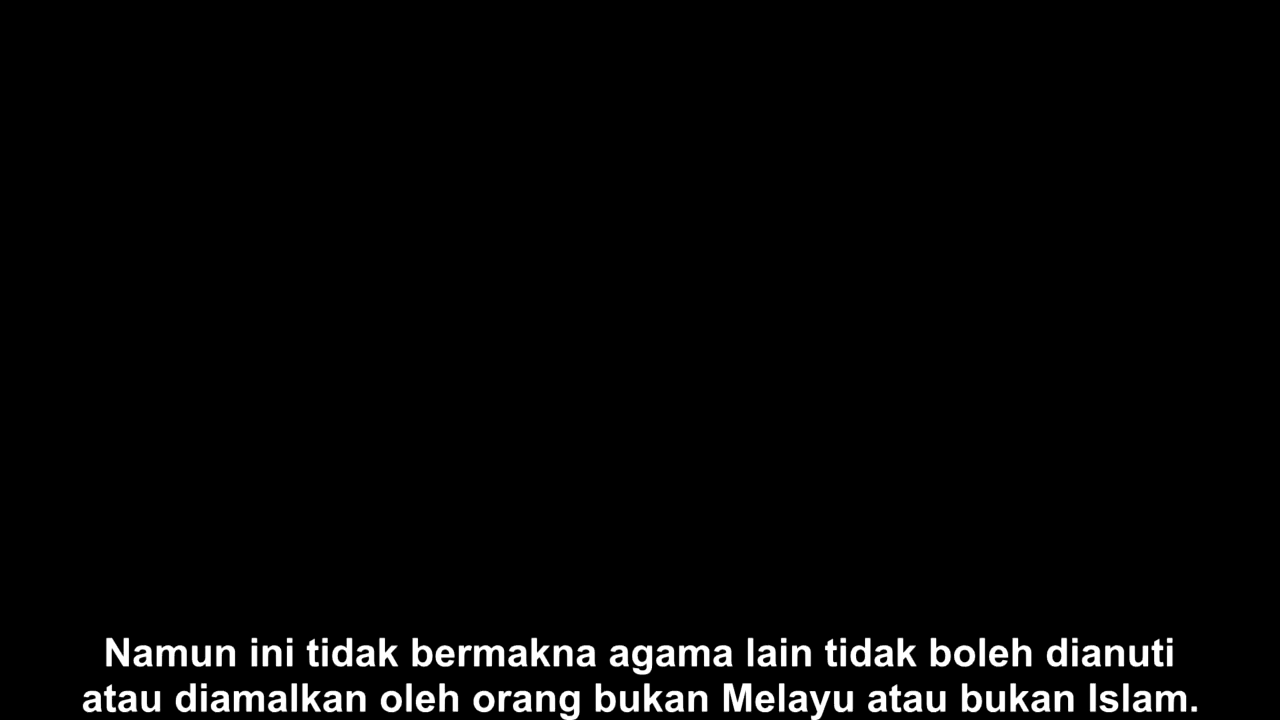 Namun ini tidak bermakna agama lain tidak boleh dianuti
atau diamalkan oleh orang bukan Melayu atau bukan Islam.